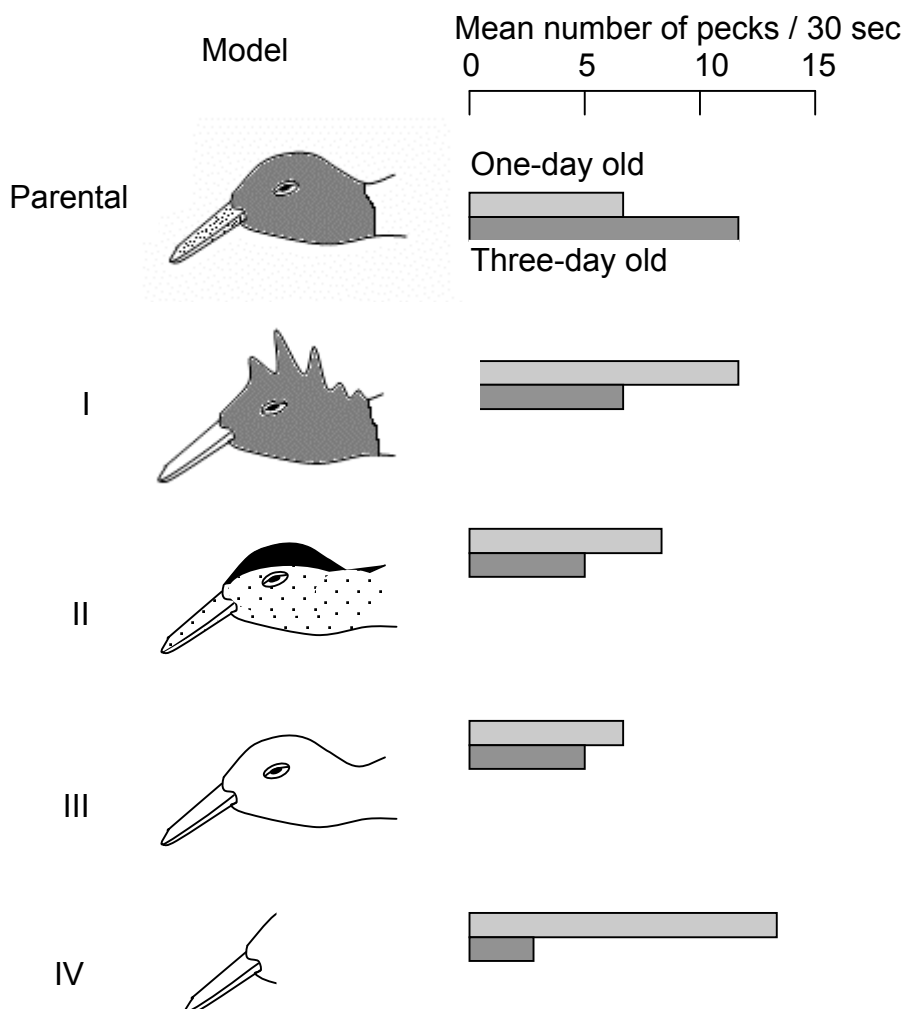 Model
Mean number of pecks / 30 sec
0 5 10 15
Parental
One-day old
Three-day old
I
II
III
IV